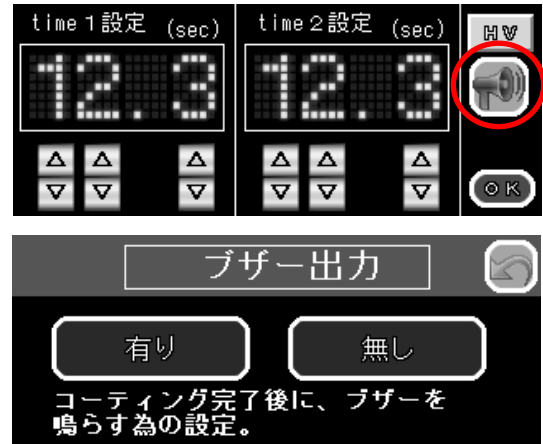 time1設定 (sec)
time2設定 (sec)
HV
12.3
12.3
OK
ブザー出力
有り
無し
コーティング完了後に、ブザーを
鳴らす為の設定。